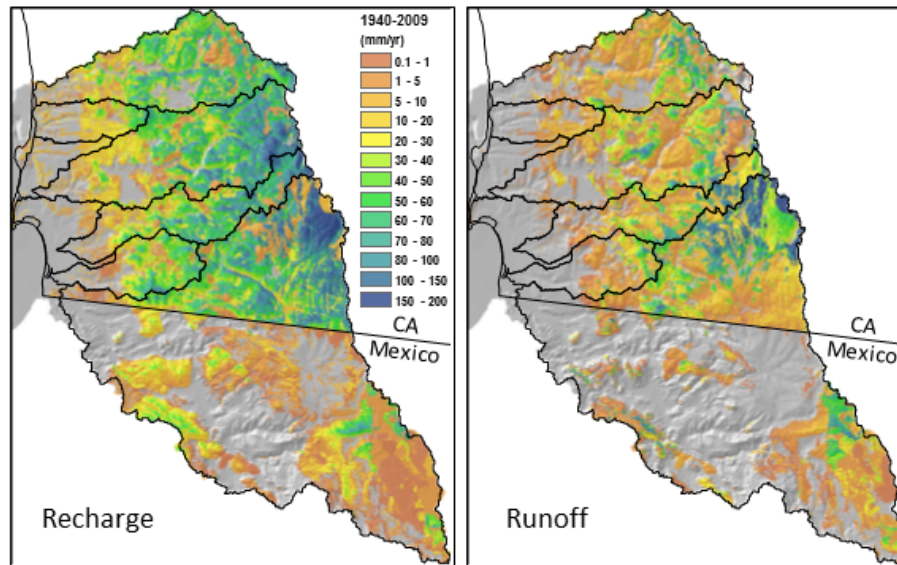 1940-2009
(mm/yr)
0.1 - 1
1 - 5
5 - 10
10 - 20
20 - 30
30 - 40
40 - 50
50 - 60
60 - 70
70 - 80
80 - 100
100 - 150
150 - 200
CA
Mexico
Recharge
CA
Mexico
Runoff